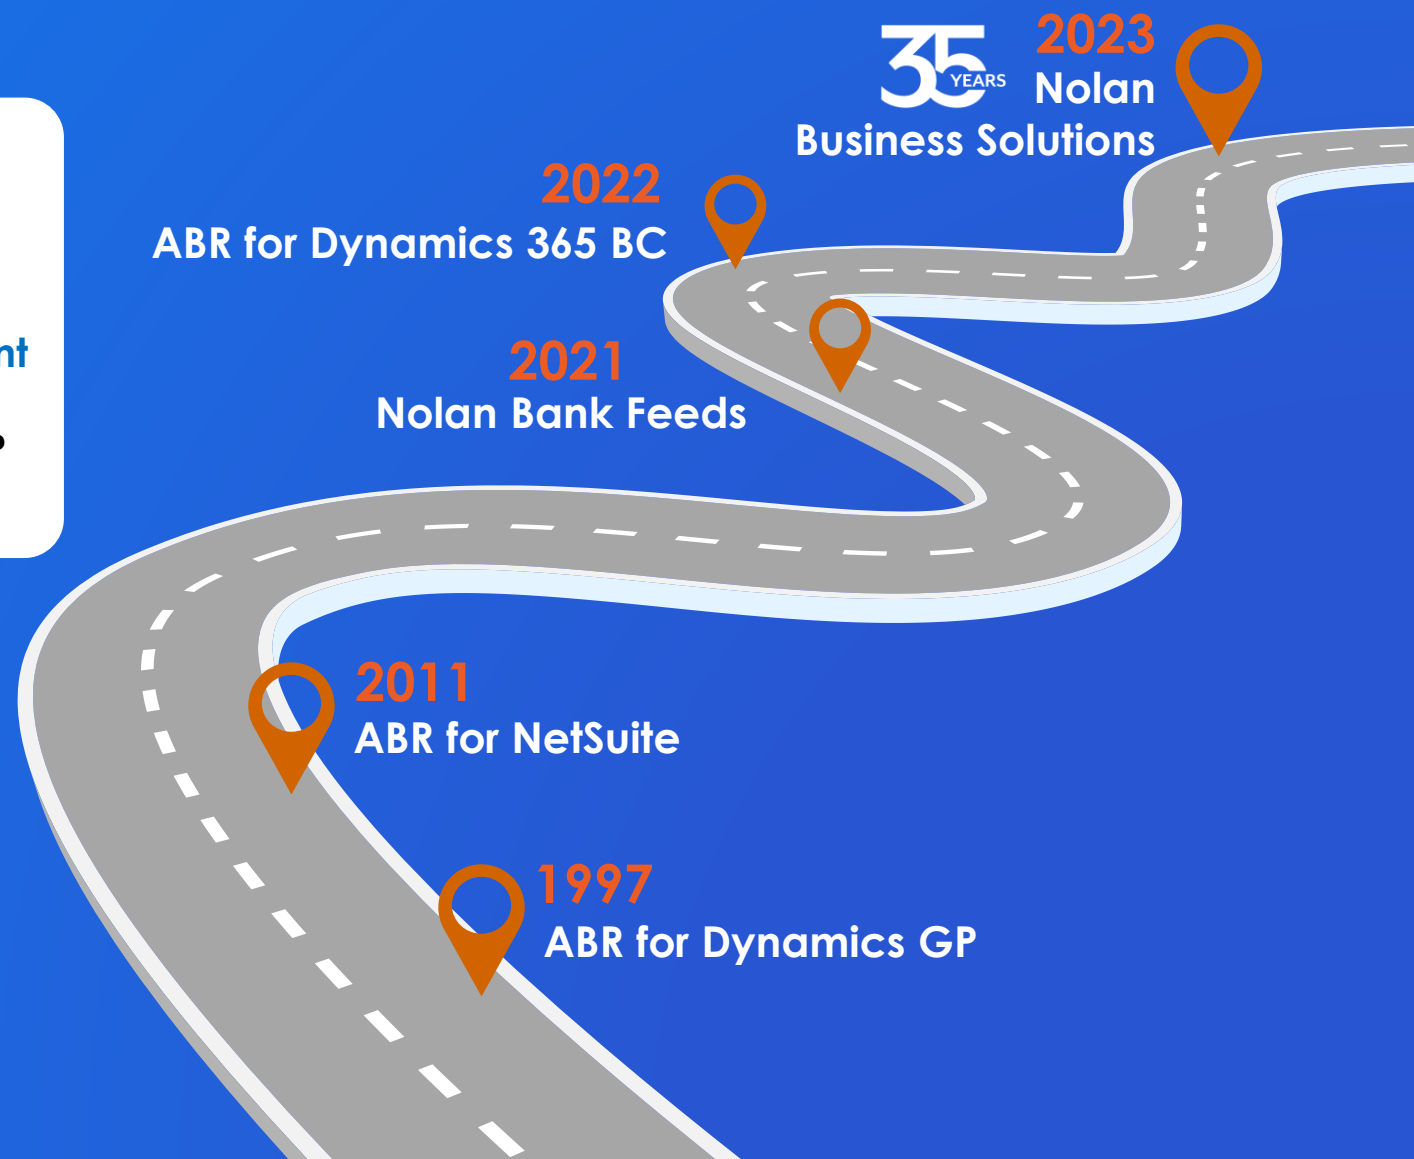 35
YEARS
2023
Nolan
Business Solutions
2022
ABR for Dynamics 365 BC
2021
Nolan Bank Feeds
2011
ABR for NetSuite
1997
ABR for Dynamics GP